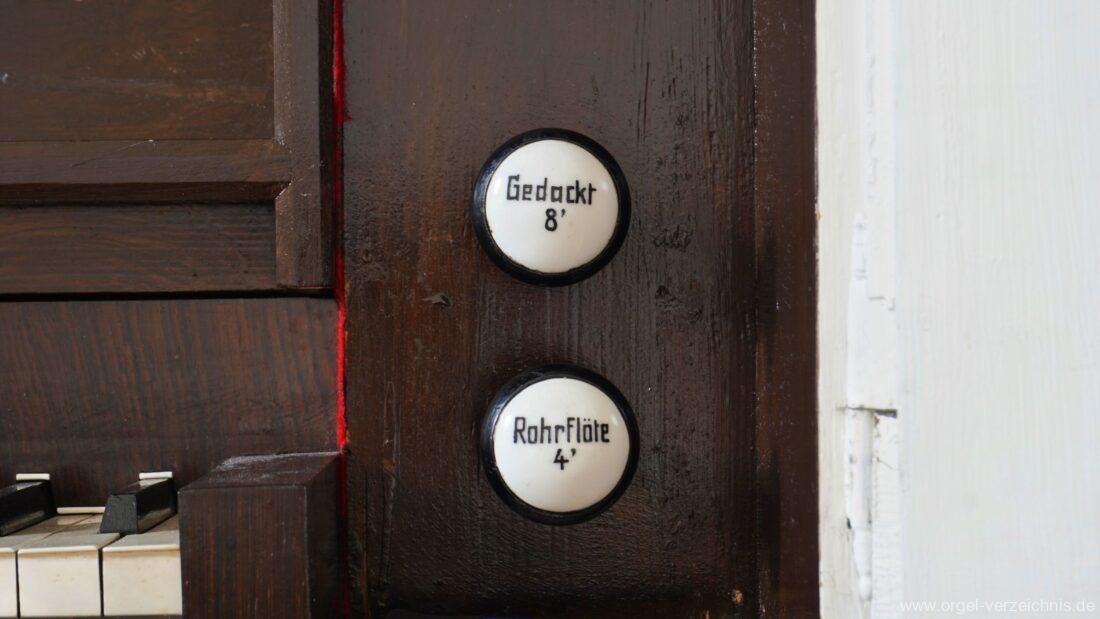 Gedackt
8'
Rohrflöte
4'
www.orgel-verzeichnis.de